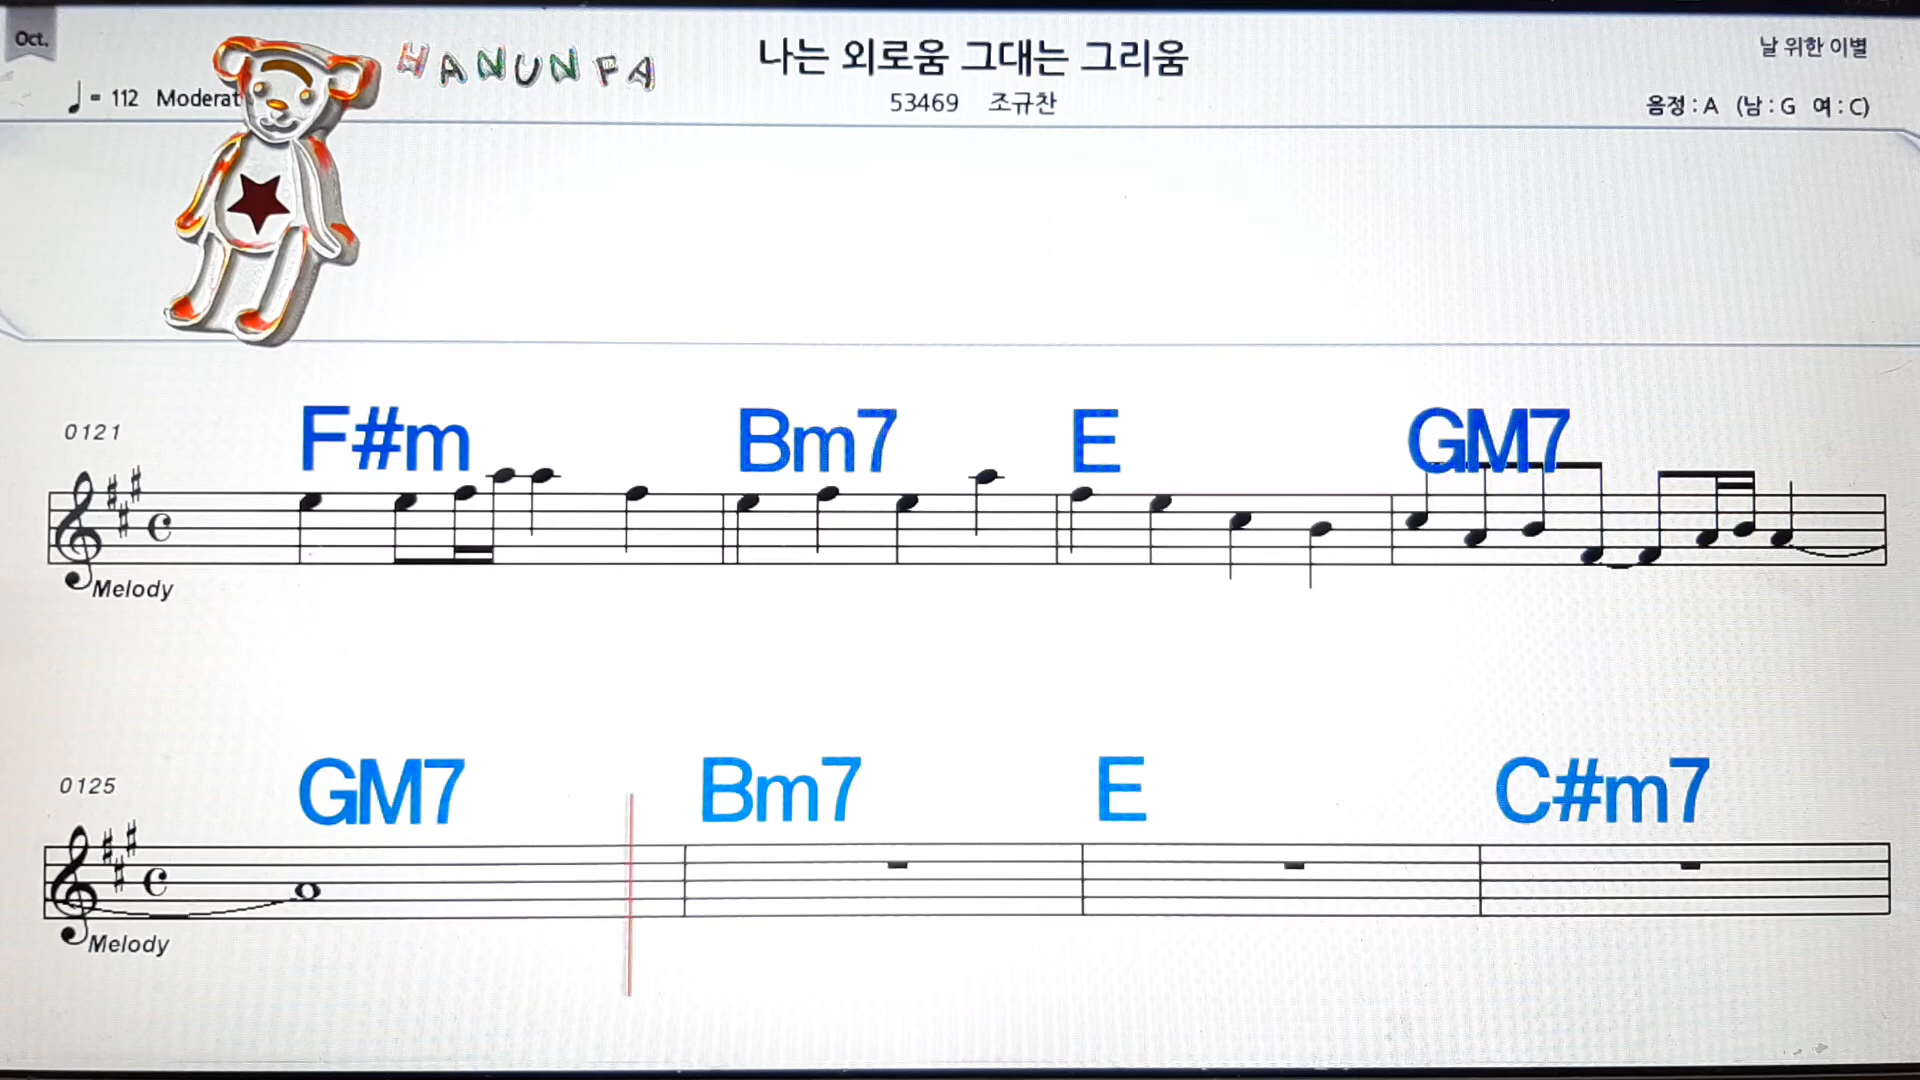 Oct.
HANUNFA
나는 외로움 그대는 그리움
날 위한 이별
♩= 112 Moderat
53469 조규찬
음정 : A (남 : G 여 : C)
0121
F#m Bm7 E GM7
Melody
0125
GM7 Bm7 E C#m7
Melody